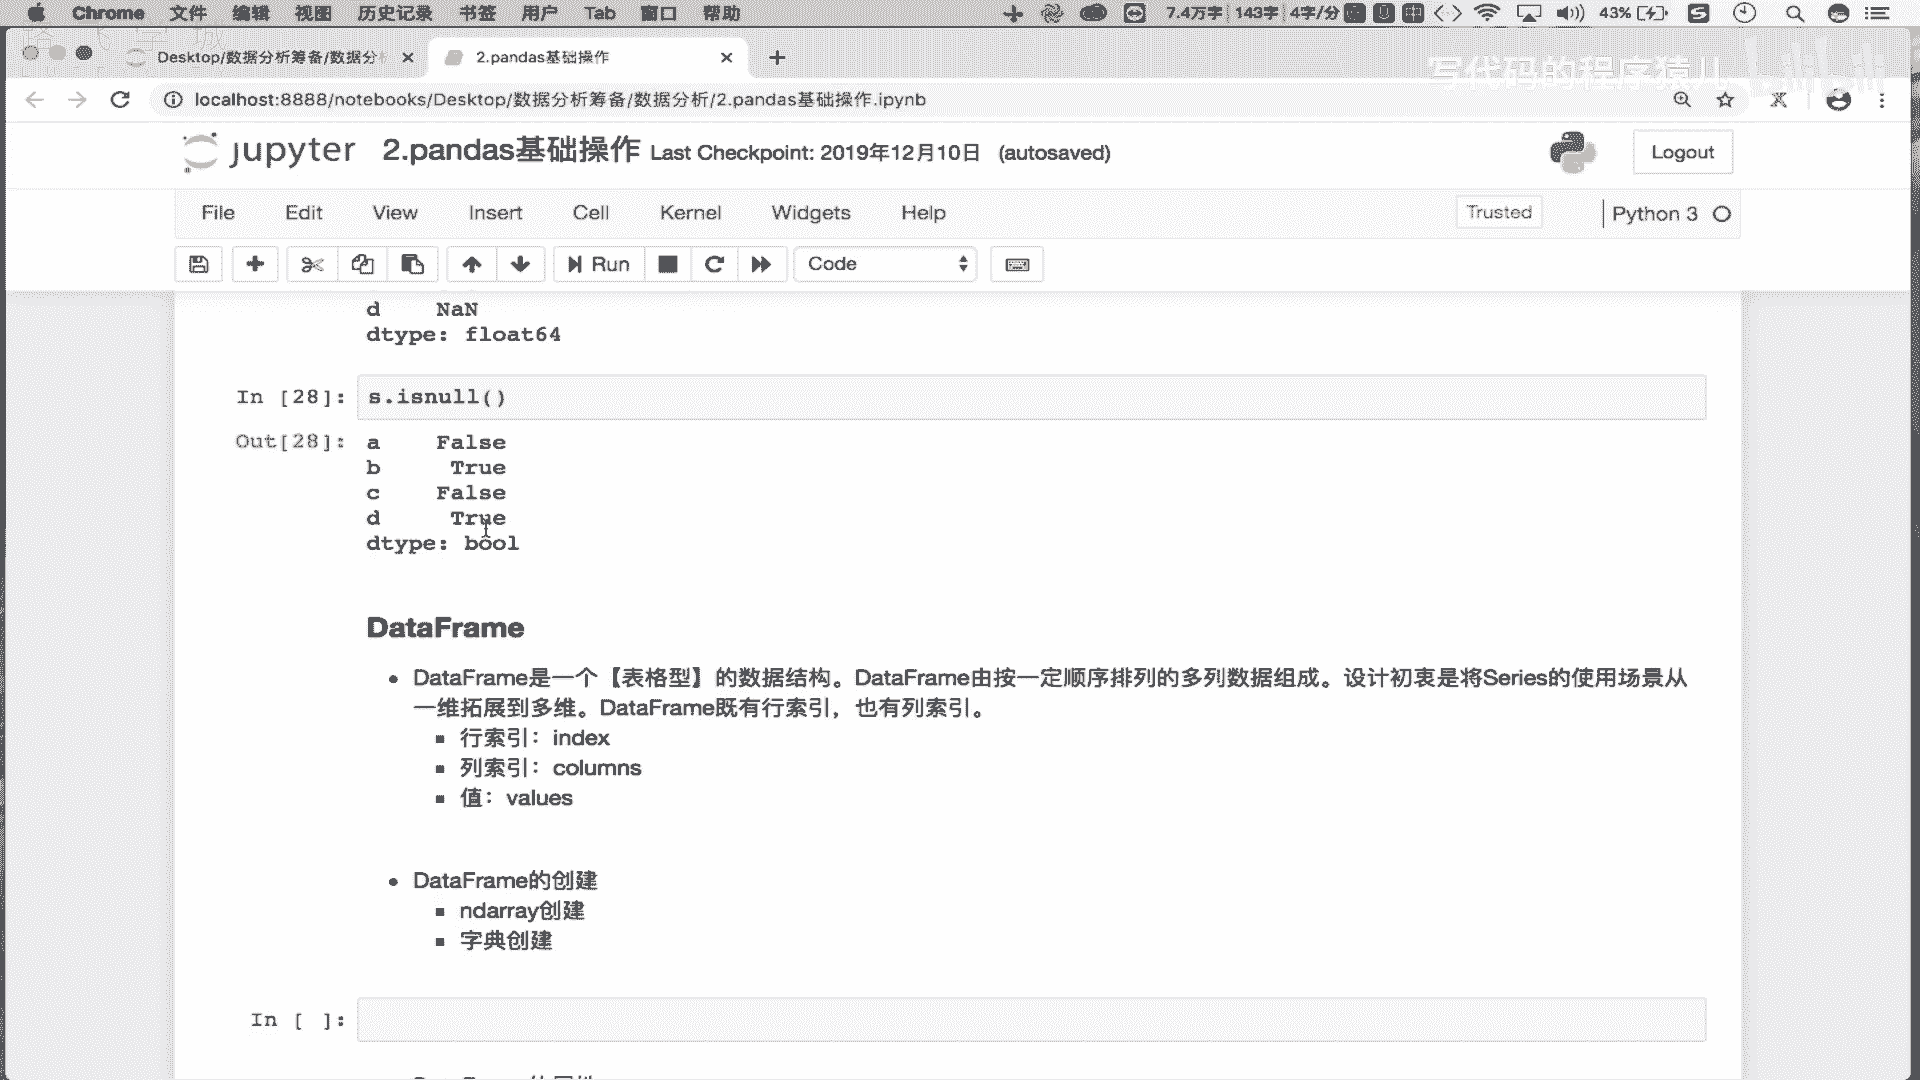 Chrome 文件 编辑 视图 历史记录 书签 用户 Tab 窗口 帮助 7.4万字 143字 4字/分 43%
Desktop/数据分析筹备/数据分析
2.pandas基础操作
写代码的程序猿儿
localhost:8888/notebooks/Desktop/数据分析筹备/数据分析/2.pandas基础操作.ipynb
jupyter 2.pandas基础操作 Last Checkpoint: 2019年12月10日 (autosaved) Logout
File Edit View Insert Cell Kernel Widgets Help Trusted Python 3
Run Code
d NaN
dtype: float64
In [28]: s.isnull()
Out[28]: a False
b True
c False
d True
dtype: bool
DataFrame
DataFrame是一个【表格型】的数据结构。DataFrame由按一定顺序排列的多列数据组成。设计初衷是将Series的使用场景从
一维拓展到多维。DataFrame既有行索引，也有列索引。
行索引：index
列索引：columns
值：values
DataFrame的创建
ndarray创建
字典创建
In [ ]: